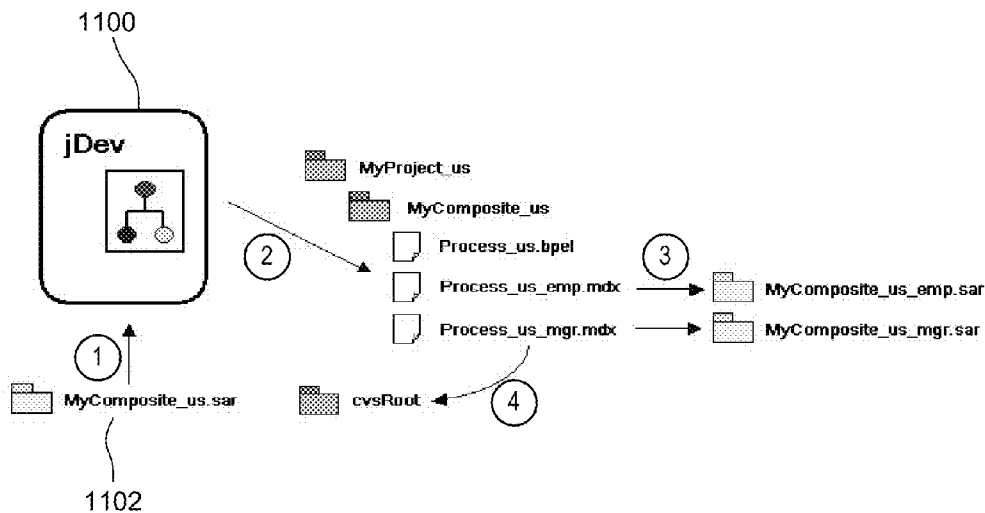 1100
jDev
MyProject_us
MyComposite_us
2
Process_us.bpel
3
Process_us_emp.mdx
MyComposite_us_emp.sar
Process_us_mgr.mdx
MyComposite_us_mgr.sar
1
MyComposite_us.sar
cvsRoot
4
1102